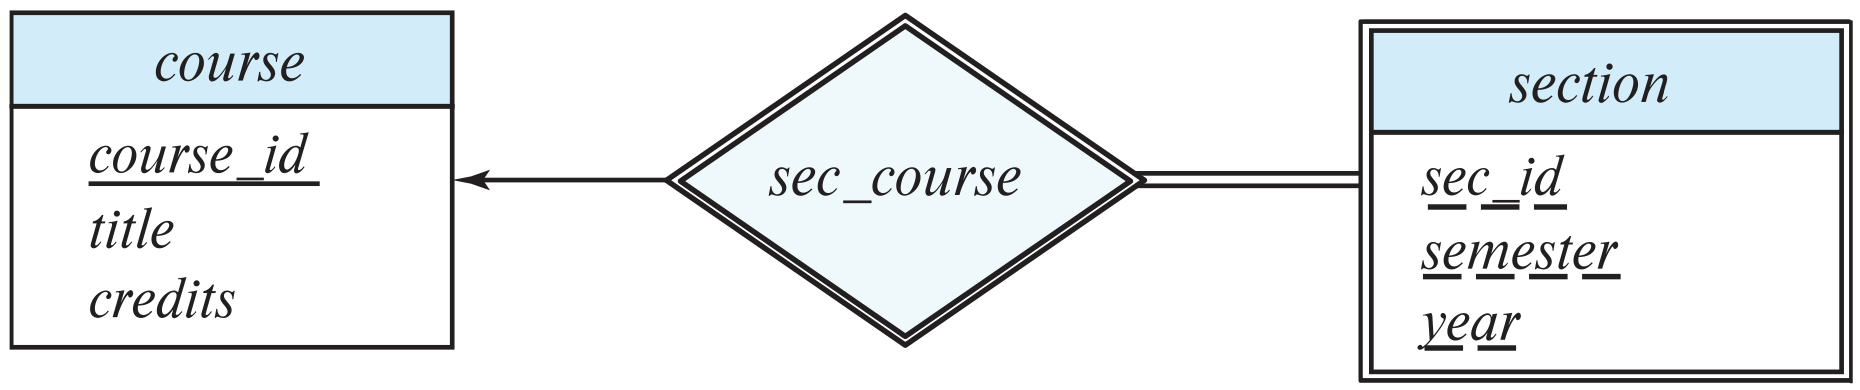 course
course_id
title
credits
sec_course
section
sec_id
semester
year